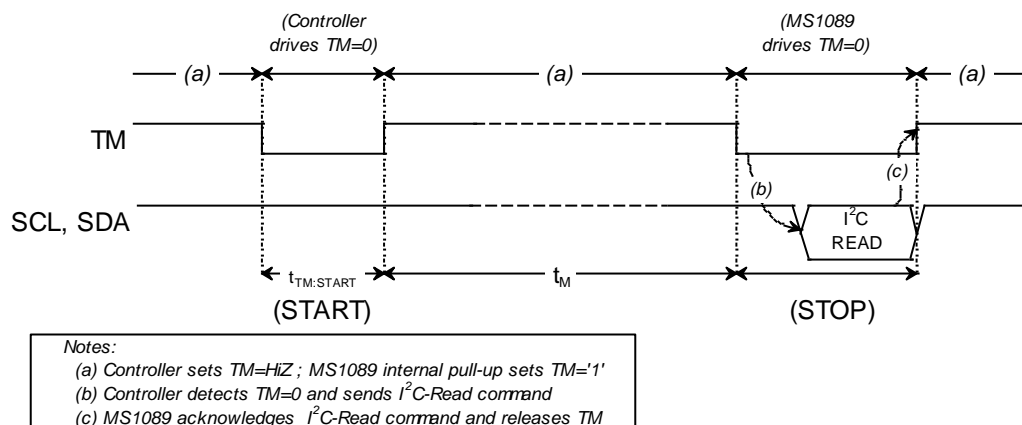 (Controller
drives TM=0)
(MS1089
drives TM=0)
(a)
(a)
(a)
TM
(b)
(c)
SCL, SDA
I²C
READ
tTM:START
tM
(START)
(STOP)
Notes:
(a) Controller sets TM=HiZ ; MS1089 internal pull-up sets TM='1'
(b) Controller detects TM=0 and sends I²C-Read command
(c) MS1089 acknowledges I²C-Read command and releases TM